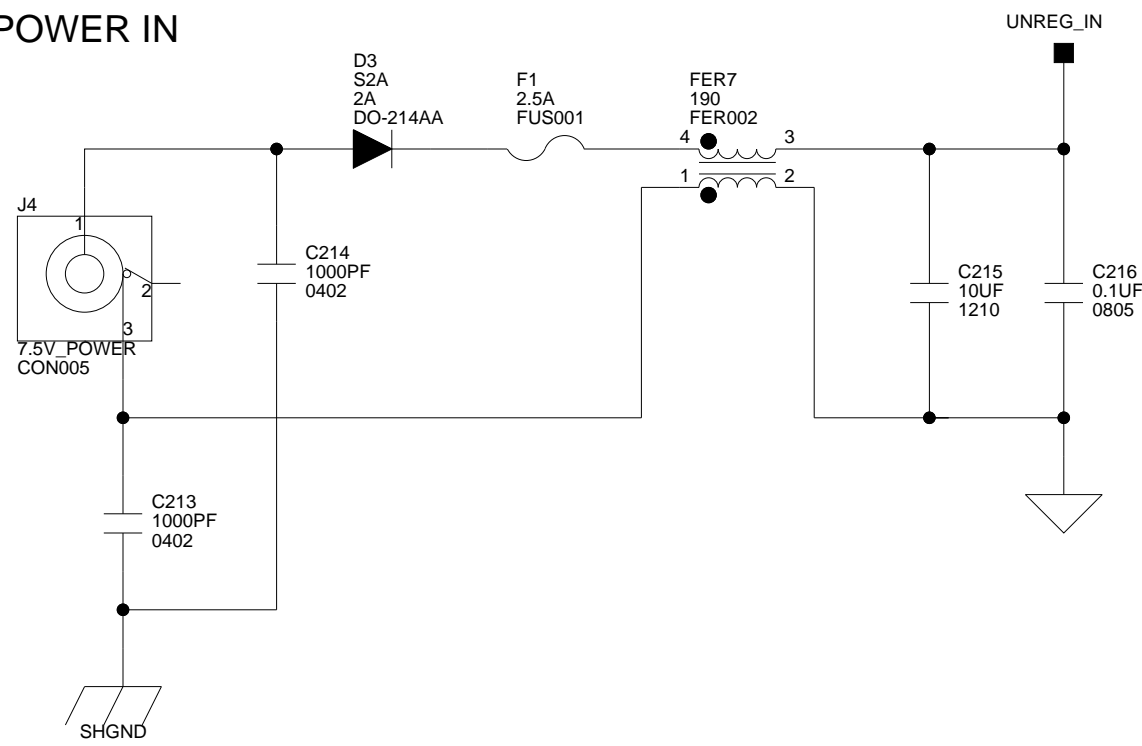 POWER IN
UNREG_IN
D3
S2A
2A
DO-214AA
F1
2.5A
FUS001
FER7
190
FER002
4
3
1
2
J4
1
2
3
7.5V_POWER
CON005
C214
1000PF
0402
C215
10UF
1210
C216
0.1UF
0805
C213
1000PF
0402
SHGND